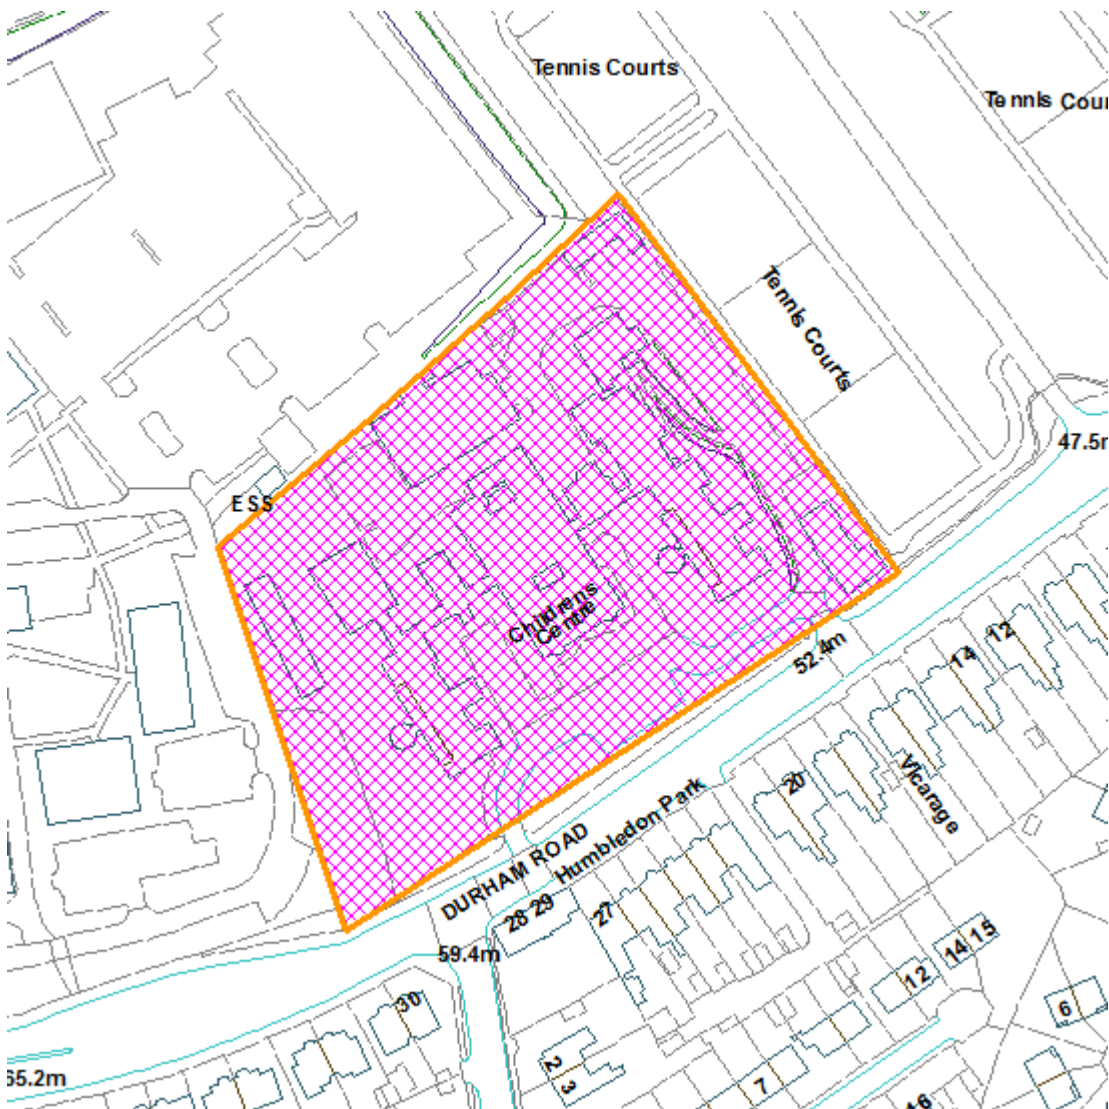 Tennis Courts
Tennis Cour
Tennis Courts
47.5m
ESS
Childrens
Centre
52.4m
12
14
20
Vicarage
Humbledon Park
DURHAM ROAD
28 29
27
59.4m
14 15
12
30
6
2
3
7
65.2m
16